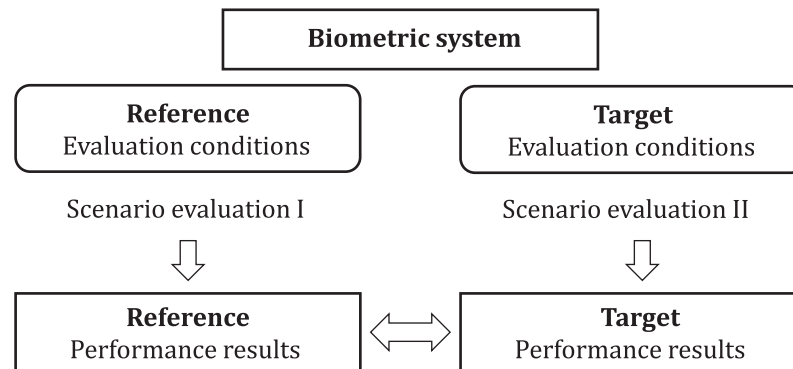 Biometric system
Reference
Evaluation conditions
Target
Evaluation conditions
Scenario evaluation I
Scenario evaluation II
Reference
Performance results
Target
Performance results